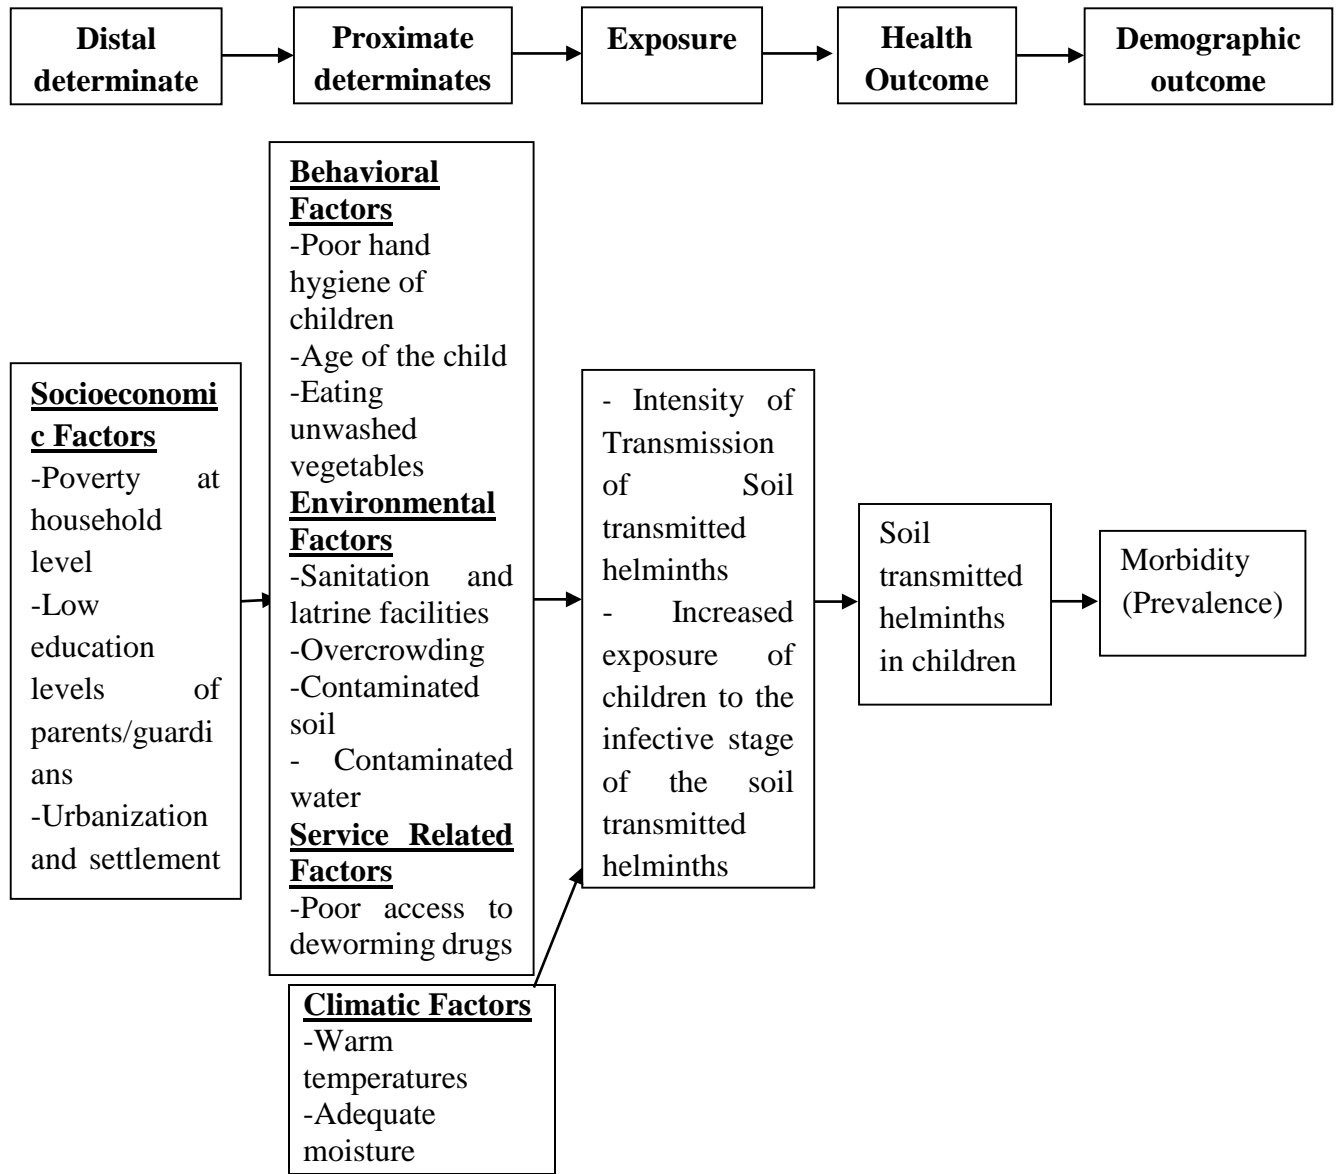 Distal
determinate
Proximate
determinates
Exposure
Health
Outcome
Demographic
outcome
Socioeconomi
c Factors
-Poverty at
household
level
-Low
education
levels of
parents/guardi
ans
-Urbanization
and settlement
Behavioral
Factors
-Poor hand
hygiene of
children
-Age of the child
-Eating
unwashed
vegetables
Environmental
Factors
-Sanitation and
latrine facilities
-Overcrowding
-Contaminated
soil
- Contaminated
water
Service Related
Factors
-Poor access to
deworming drugs
Climatic Factors
-Warm
temperatures
-Adequate
moisture
- Intensity of
Transmission
of Soil
transmitted
helminths
- Increased
exposure of
children to the
infective stage
of the soil
transmitted
helminths
Soil
transmitted
helminths
in children
Morbidity
(Prevalence)